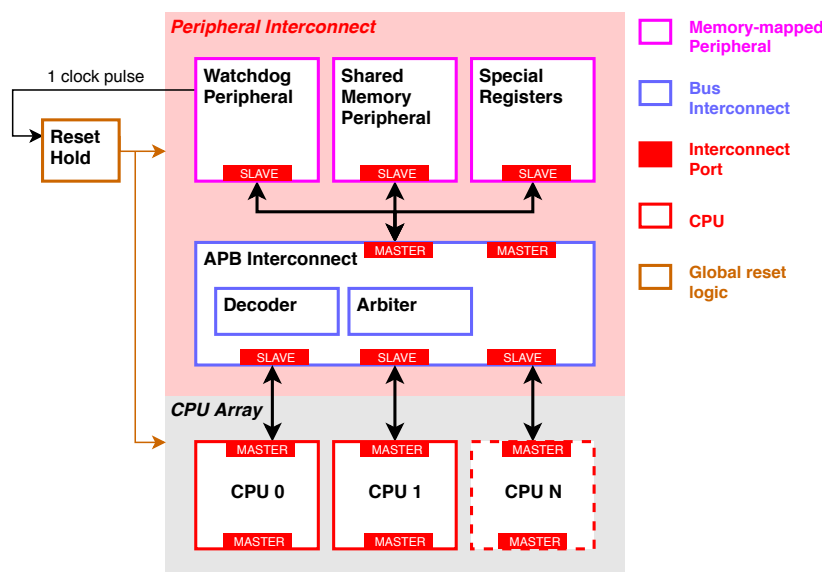 Peripheral Interconnect
1 clock pulse
Reset
Hold
Watchdog
Peripheral
SLAVE
Shared
Memory
Peripheral
SLAVE
Special
Registers
SLAVE
MASTER
MASTER
APB Interconnect
Decoder
Arbiter
SLAVE
SLAVE
SLAVE
CPU Array
MASTER
CPU 0
MASTER
MASTER
CPU 1
MASTER
MASTER
CPU N
MASTER
Memory-mapped
Peripheral
Bus
Interconnect
Interconnect
Port
CPU
Global reset
logic